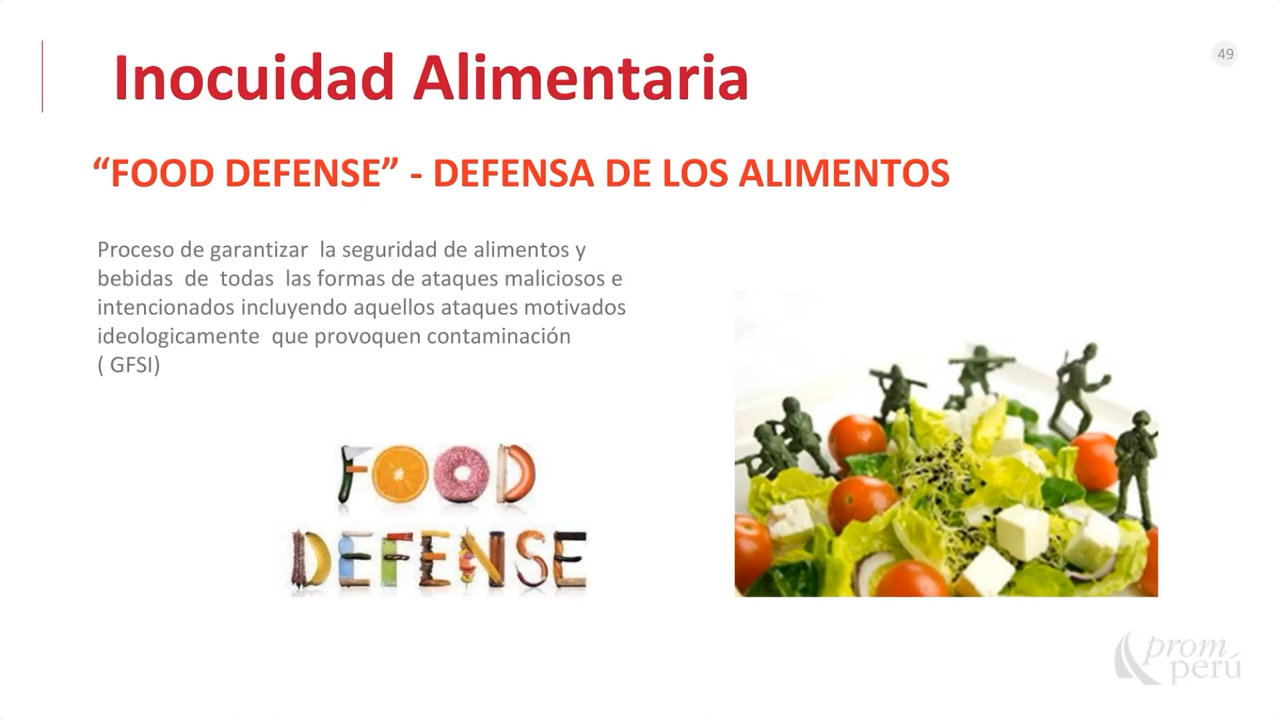 Inocuidad Alimentaria
49
“FOOD DEFENSE” - DEFENSA DE LOS ALIMENTOS
Proceso de garantizar la seguridad de alimentos y
bebidas de todas las formas de ataques maliciosos e
intencionados incluyendo aquellos ataques motivados
ideologicamente que provoquen contaminación
( GFSI)
FOOD
DEFENSE
prom
perú